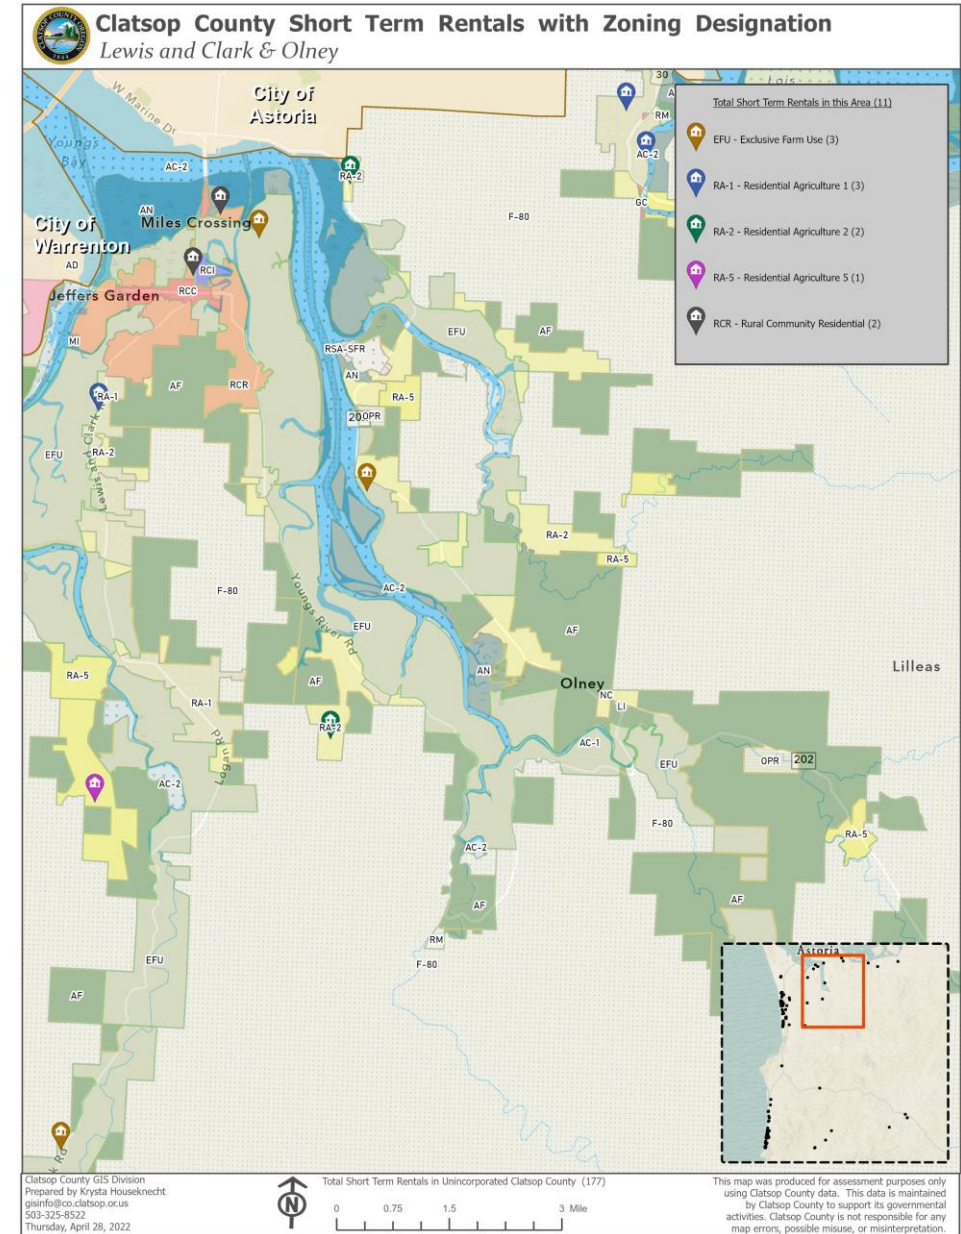 Clatsop County Short Term Rentals with Zoning Designation
Lewis and Clark & Olney
CLATSOP COUNTY OREGON
1844
City of
Astoria
W Marine Dr
Youngs
Bay
AC-2
AN
Miles Crossing
City of
Warrenton
AD
RCI
RCC
Jeffers Garden
MI
RA-2
F-80
30
RM
AC-2
GC
Lois
Total Short Term Rentals in this Area (11)
EFU - Exclusive Farm Use (3)
RA-1 - Residential Agriculture 1 (3)
RA-2 - Residential Agriculture 2 (2)
RA-5 - Residential Agriculture 5 (1)
RCR - Rural Community Residential (2)
EFU
AF
RSA-SFR
AN
RA-5
OPR
AF
RCR
RA-1
EFU
RA-2
Lewis and Clark
F-80
RA-2
RA-5
AC-2
Youngs River Rd
EFU
AF
AN
Olney
Lilleas
RA-5
RA-1
AF
RA-2
NC
LI
AC-1
EFU
OPR
202
Logan Rd
AC-2
F-80
RA-5
AC-2
AF
AF
RM
F-80
EFU
AF
k Rd
Astoria
Clatsop County GIS Division
Prepared by Krysta Houseknecht
gisinfo@co.clatsop.or.us
503-325-8522
Thursday, April 28, 2022
N
Total Short Term Rentals in Unincorporated Clatsop County (177)
0 0.75 1.5 3 Mile
This map was produced for assessment purposes only
using Clatsop County data. This data is maintained
by Clatsop County to support its governmental
activities. Clatsop County is not responsible for any
map errors, possible misuse, or misinterpretation.